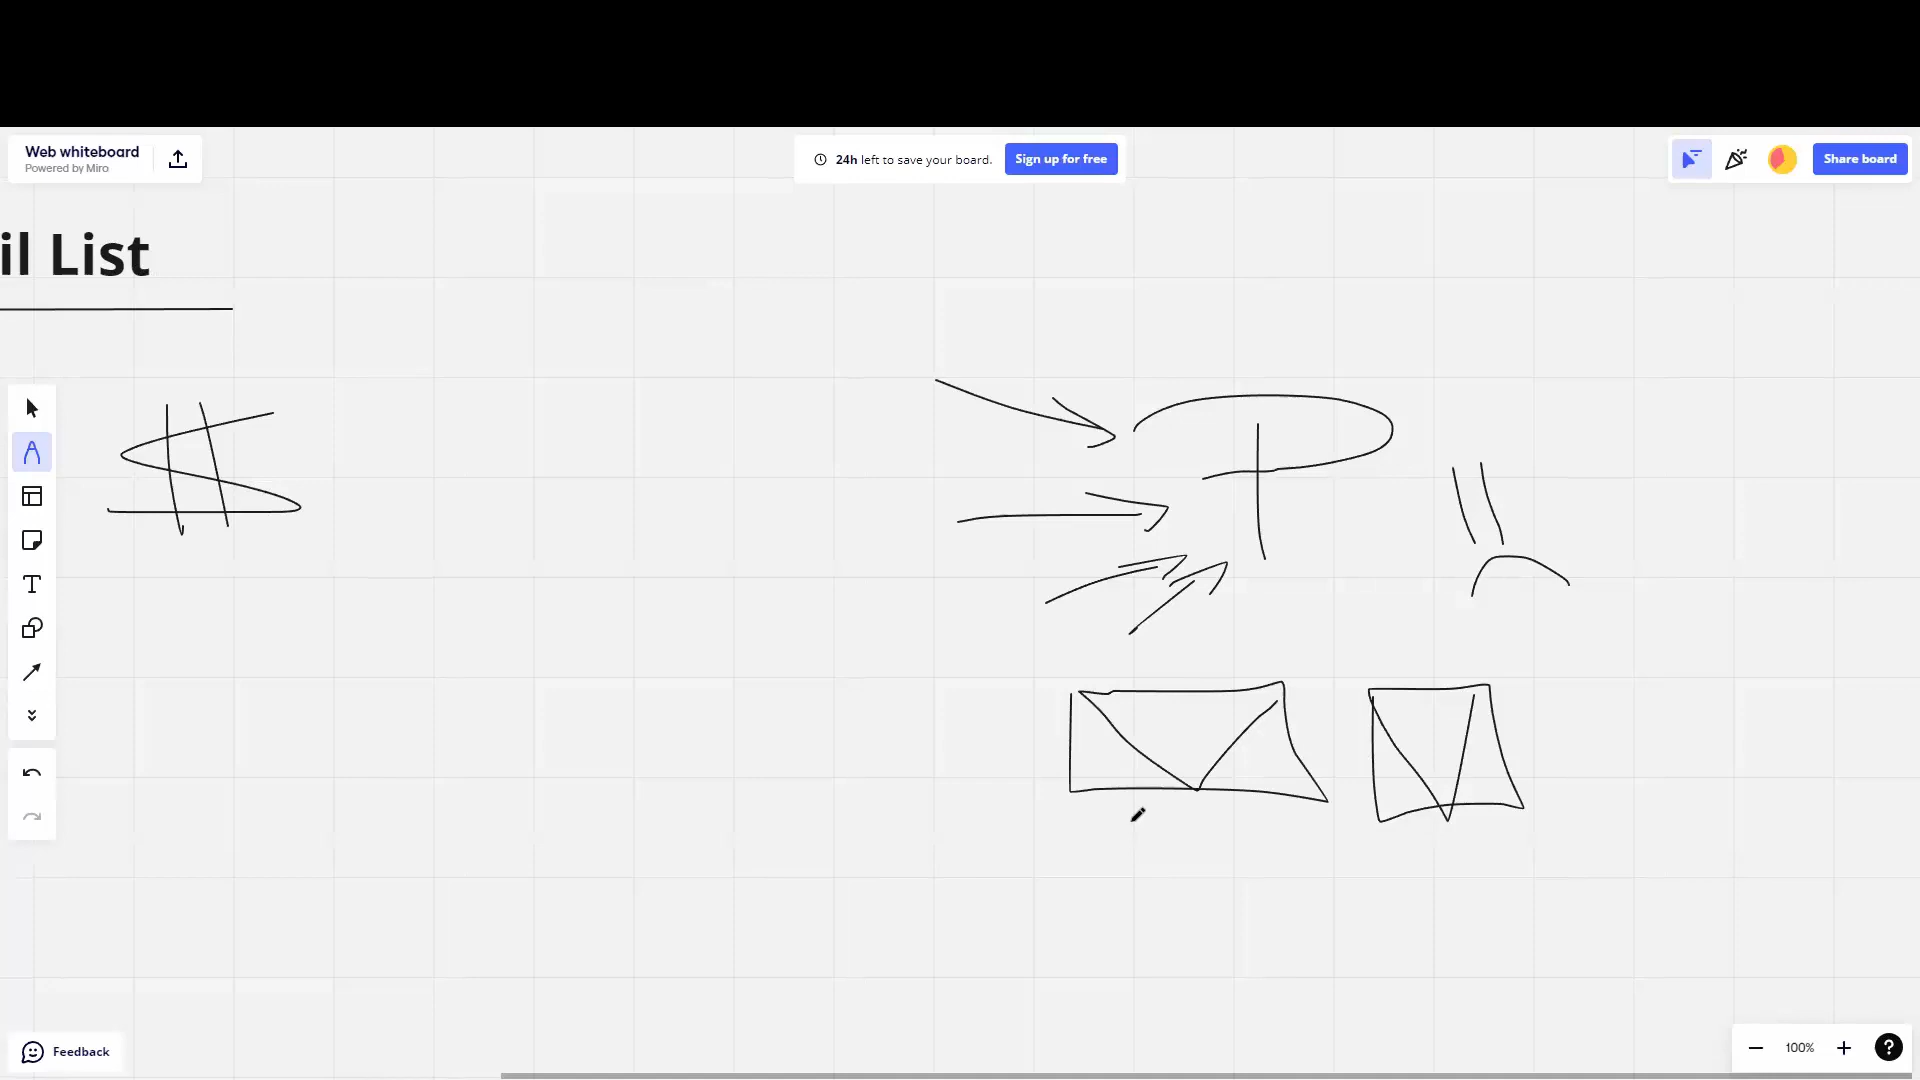 Web whiteboard
Powered by Miro
24h left to save your board.
Sign up for free
Share board
il List
$
P
T
Feedback
100%
?